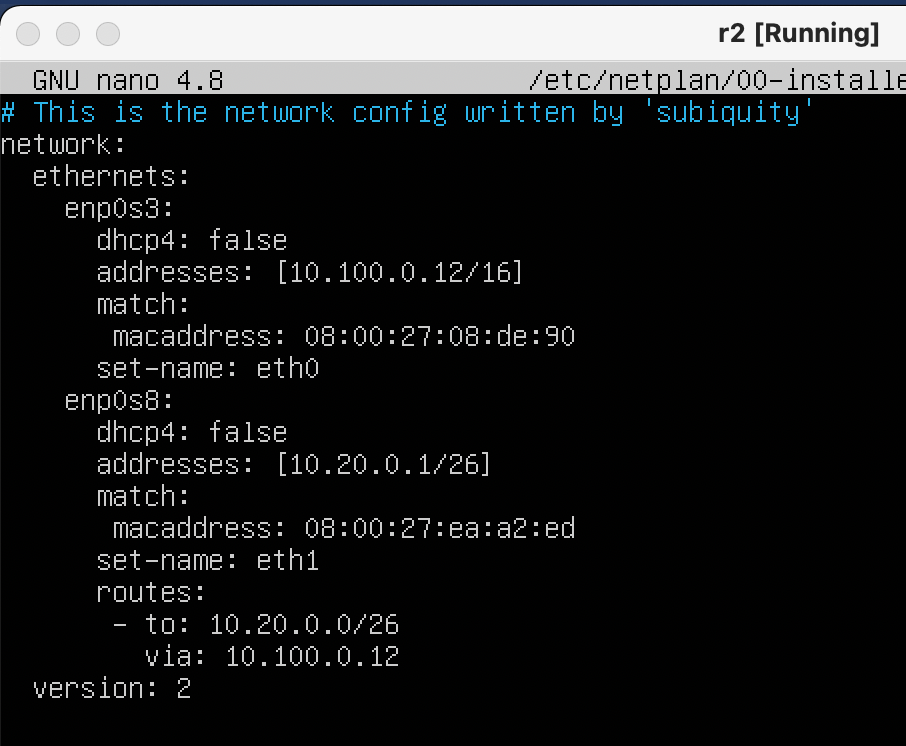 r2 [Running]
GNU nano 4.8 /etc/netplan/00-installe
# This is the network config written by 'subiquity'
network:
  ethernets:
    enp0s3:
      dhcp4: false
      addresses: [10.100.0.12/16]
      match:
       macaddress: 08:00:27:08:de:90
      set-name: eth0
    enp0s8:
      dhcp4: false
      addresses: [10.20.0.1/26]
      match:
       macaddress: 08:00:27:ea:a2:ed
      set-name: eth1
      routes:
       - to: 10.20.0.0/26
         via: 10.100.0.12
  version: 2